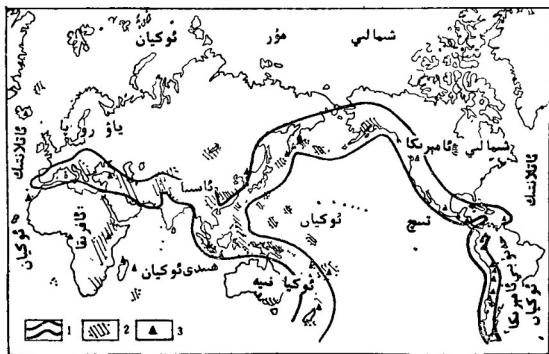 شىمالىي مۇز ئوكيان
ياۋروپا
ئاتلانتىك ئوكيان
ئاسىيا
شىمالىي ئامېرىكا
ئاتلانتىك ئوكيان
ئافرىقا
تىنچ ئوكيان
ھىندى ئوكيان
ئوكيانىيە
جەنۇبىي ئامېرىكا
1 2 3